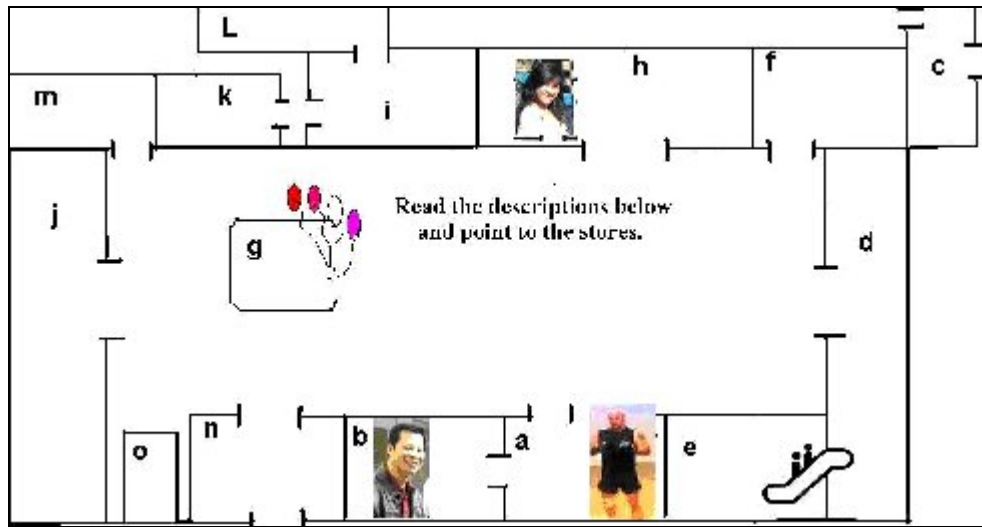 L
c
h
f
m
k
i
Read the descriptions below
and point to the stores.
j
g
d
n
b
a
e
o